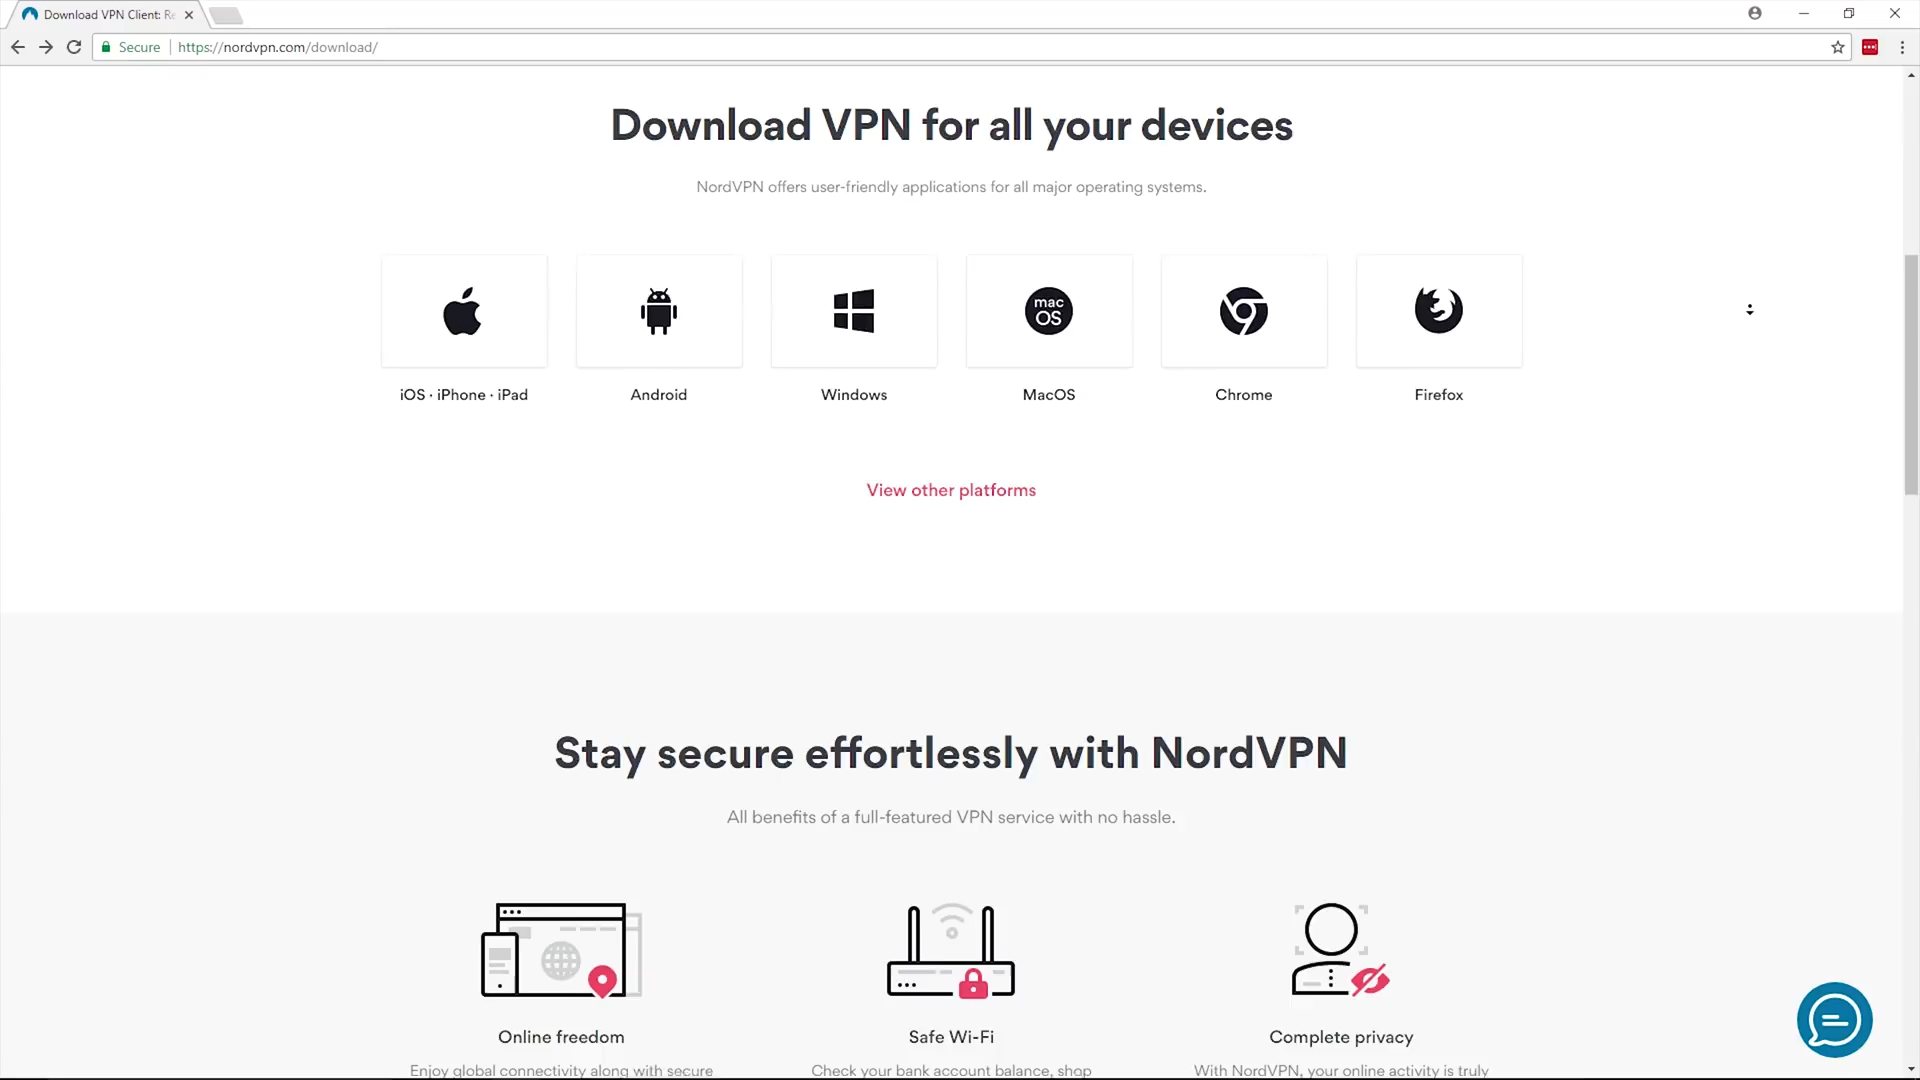 Download VPN Client: Re
Secure
https://nordvpn.com/download/
Download VPN for all your devices
NordVPN offers user-friendly applications for all major operating systems.
mac
OS
iOS · iPhone · iPad
Android
Windows
MacOS
Chrome
Firefox
View other platforms
Stay secure effortlessly with NordVPN
All benefits of a full-featured VPN service with no hassle.
Online freedom
Safe Wi-Fi
Complete privacy
Enjoy global connectivity along with secure
Check your bank account balance, shop
With NordVPN, your online activity is truly